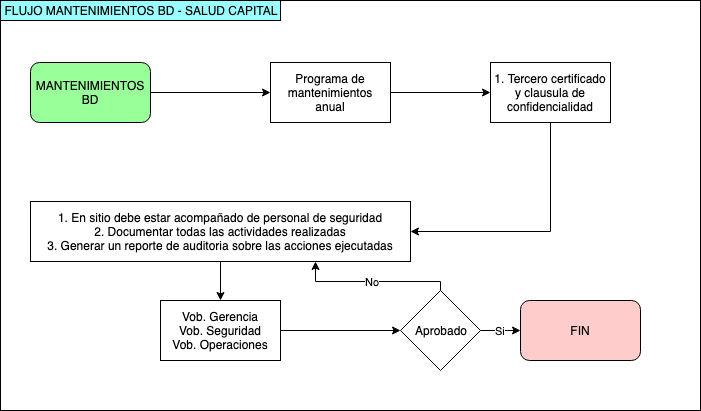 FLUJO MANTENIMIENTOS BD - SALUD CAPITAL
MANTENIMIENTOS
BD
Programa de
mantenimientos
anual
1. Tercero certificado
y clausula de
confidencialidad
1. En sitio debe estar acompañado de personal de seguridad
2. Documentar todas las actividades realizadas
3. Generar un reporte de auditoria sobre las acciones ejecutadas
No
Vob. Gerencia
Vob. Seguridad
Vob. Operaciones
Aprobado
Si
FIN